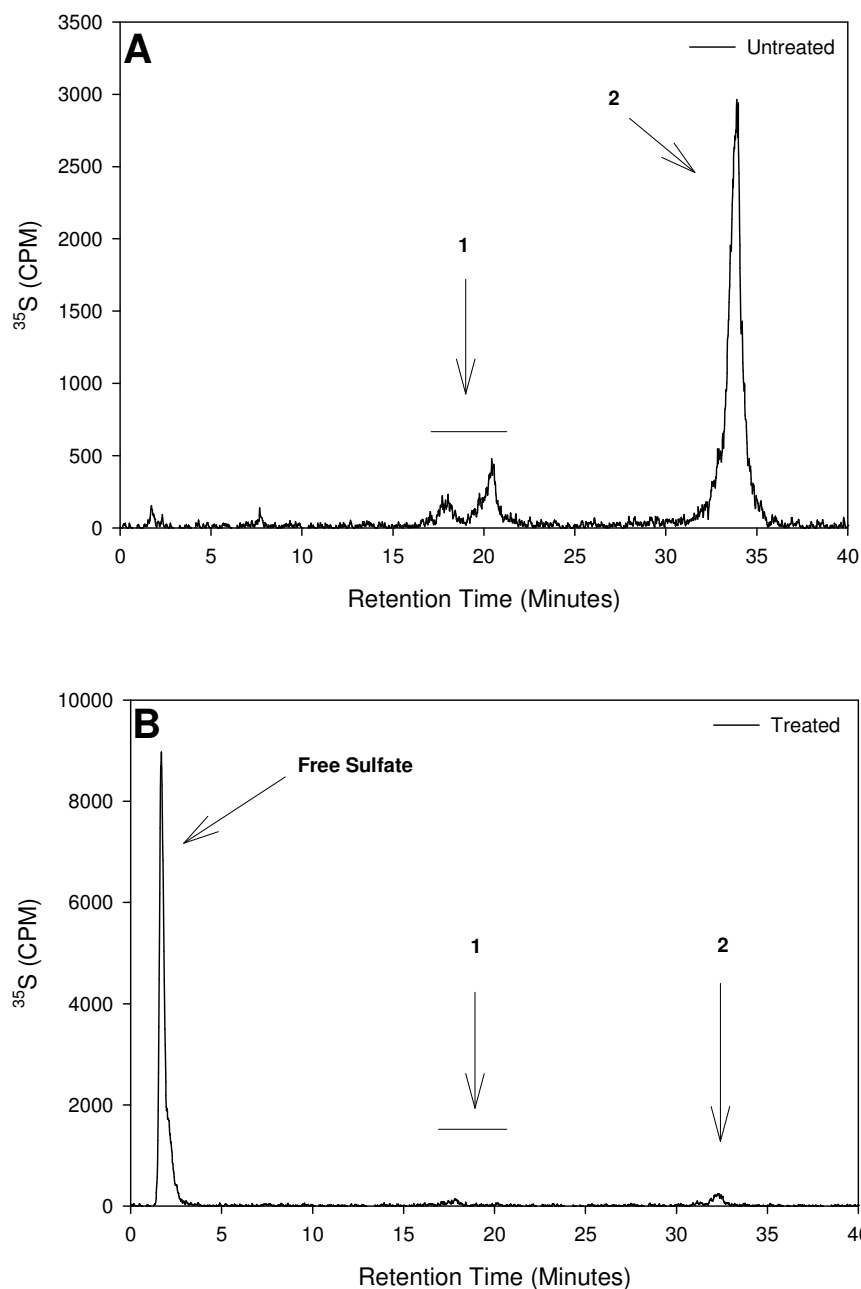 A
Untreated
3500
3000
2500
2000
1500
1000
500
0
³⁵S (CPM)
2
1
0 5 10 15 20 25 30 35 40
Retention Time (Minutes)
B
Treated
10000
8000
6000
4000
2000
0
³⁵S (CPM)
Free Sulfate
1 2
0 5 10 15 20 25 30 35
Retention Time (Minutes)